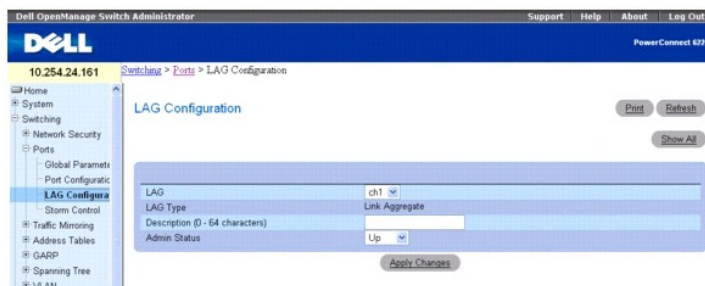 Dell OpenManage Switch Administrator
Support Help About Log Out
DELL
PowerConnect 622
10.254.24.161
Switching > Ports > LAG Configuration
Home
System
Switching
Network Security
Ports
Global Paramete
Port Configuratic
LAG Configura
Storm Control
Traffic Mirroring
Address Tables
GARP
Spanning Tree
VLAN
LAG Configuration
Print Refresh
Show All
LAG ch1
LAG Type Link Aggregate
Description (0 - 64 characters)
Admin Status Up
Apply Changes